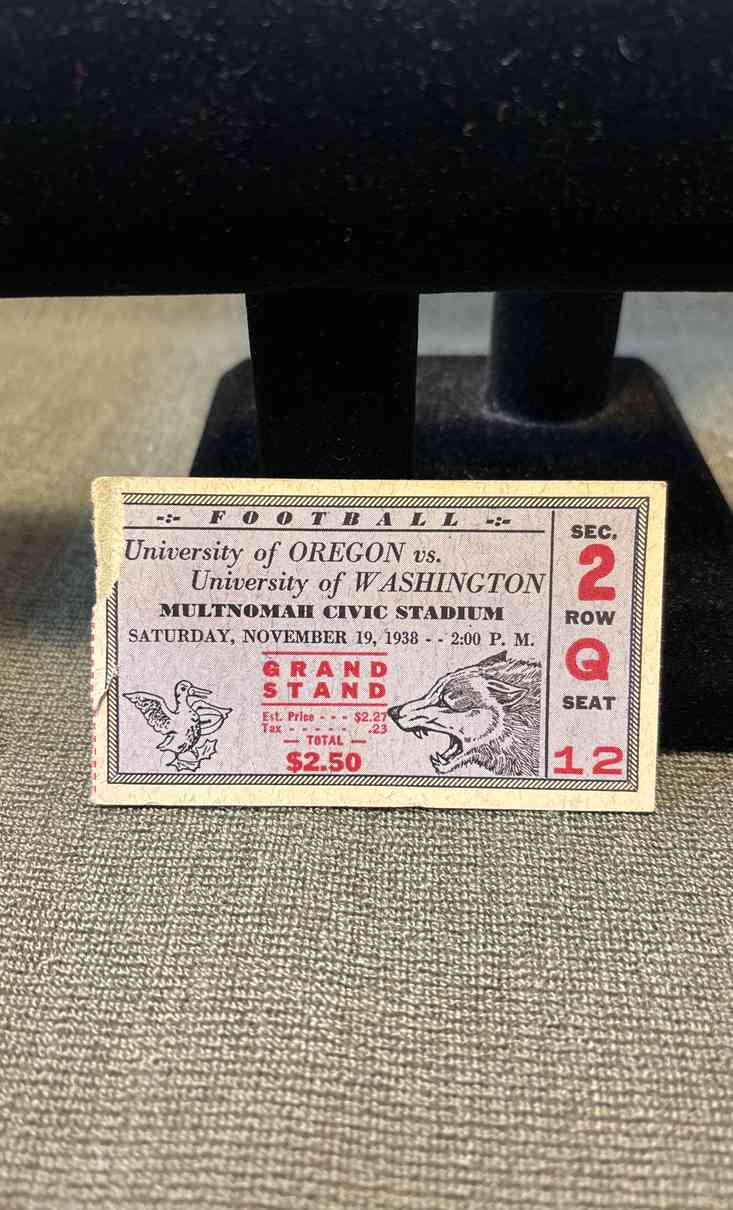 -:- FOOTBALL -:-
University of OREGON vs.
University of WASHINGTON
MULTNOMAH CIVIC STADIUM
SATURDAY, NOVEMBER 19, 1938 - - 2:00 P. M.
GRAND
STAND
Est. Price - - - $2.27
Tax - - - - - .23
— TOTAL —
$2.50
SEC.
2
ROW
Q
SEAT
12